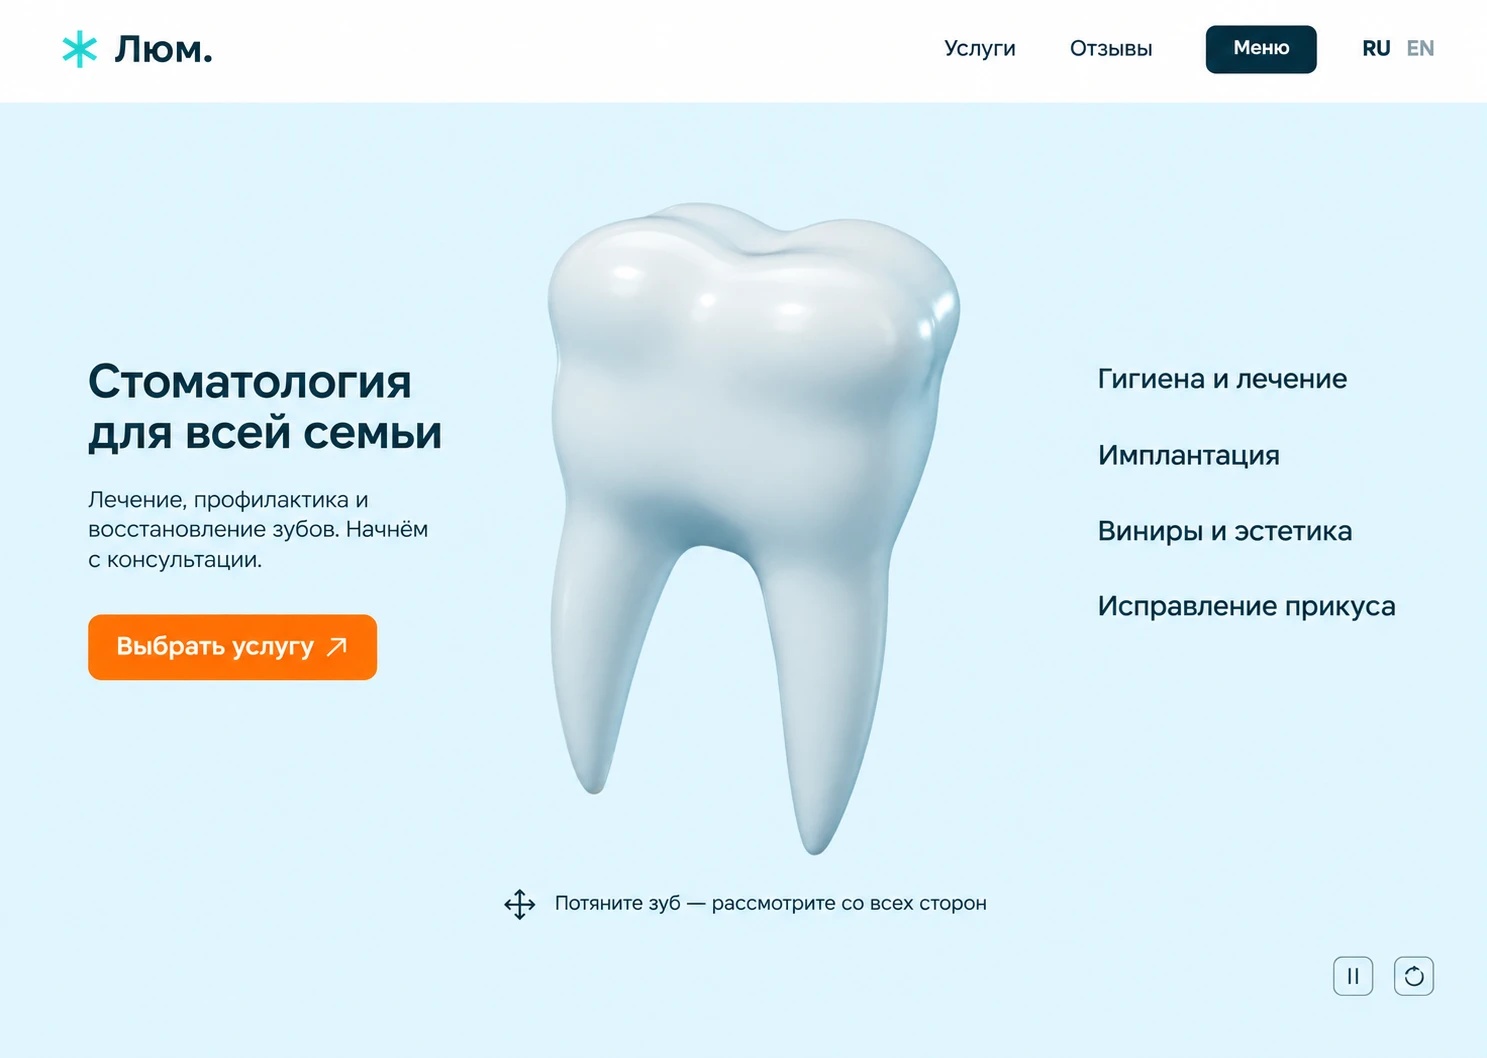 Люм.
Услуги
Отзывы
Меню
RU EN
Стоматология
для всей семьи
Лечение, профилактика и
восстановление зубов. Начнём
с консультации.
Выбрать услугу
Гигиена и лечение
Имплантация
Виниры и эстетика
Исправление прикуса
Потяните зуб — рассмотрите со всех сторон